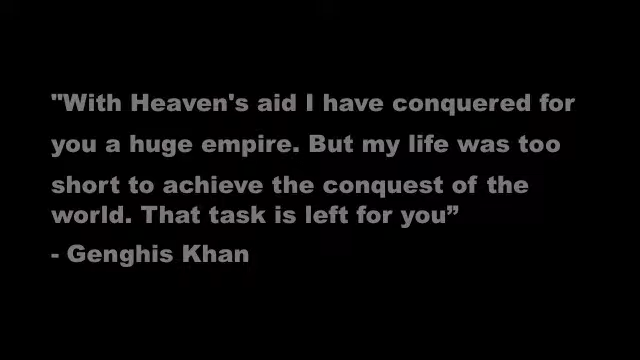 "With Heaven's aid I have conquered for
you a huge empire. But my life was too
short to achieve the conquest of the
world. That task is left for you”
- Genghis Khan